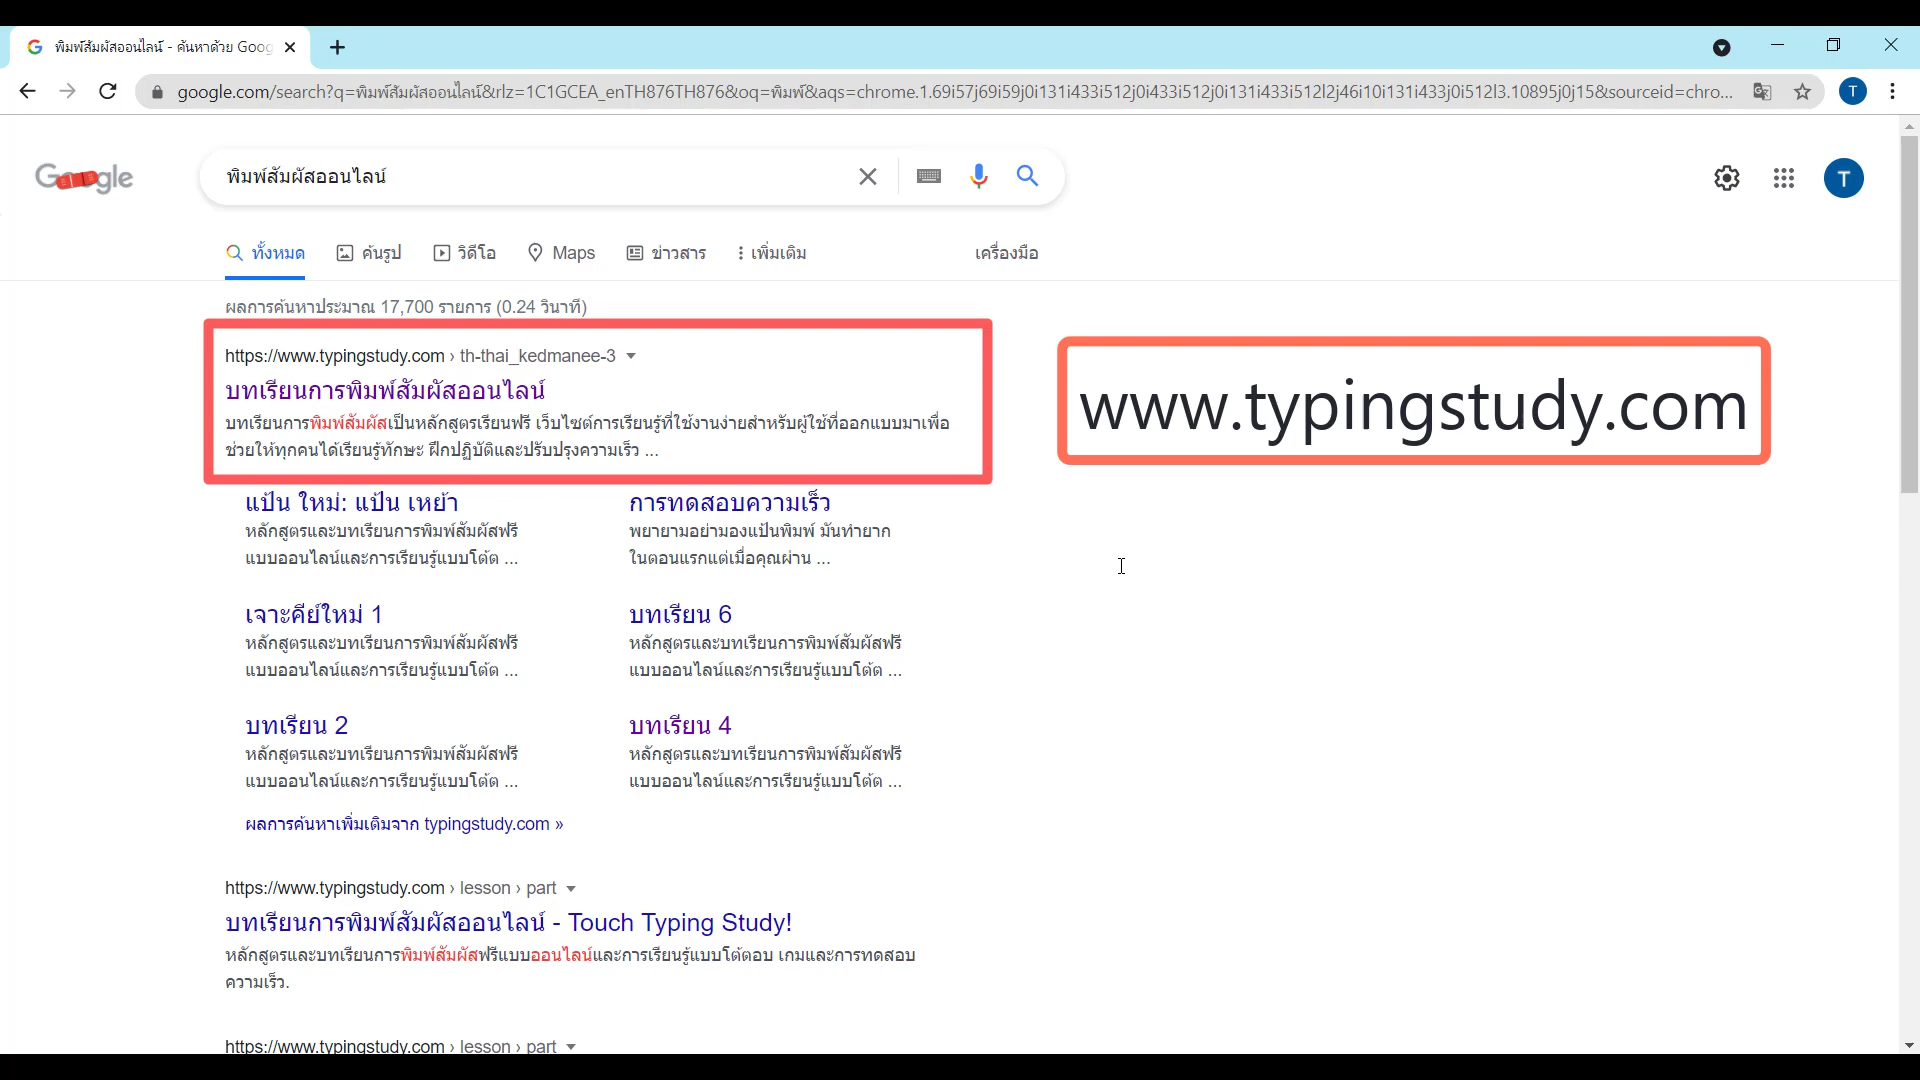 พิมพ์สัมผัสออนไลน์ - ค้นหาด้วย Goog
google.com/search?q=พิมพ์สัมผัสออนไลน์&rlz=1C1GCEA_enTH876TH876&oq=พิมพ์&aqs=chrome.1.69i57j69i59j0i131i433i512j0i433i512j0i131i433i512l2j46i10i131i433j0i512l3.10895j0j15&sourceid=chro...
T
Google
พิมพ์สัมผัสออนไลน์
T
ทั้งหมด ค้นรูป วิดีโอ Maps ข่าวสาร เพิ่มเติม เครื่องมือ
ผลการค้นหาประมาณ 17,700 รายการ (0.24 วินาที)
https://www.typingstudy.com › th-thai_kedmanee-3
บทเรียนการพิมพ์สัมผัสออนไลน์
บทเรียนการพิมพ์สัมผัสเป็นหลักสูตรเรียนฟรี เว็บไซต์การเรียนรู้ที่ใช้งานง่ายสำหรับผู้ใช้ที่ออกแบบมาเพื่อ
ช่วยให้ทุกคนได้เรียนรู้ทักษะ ฝึกปฏิบัติและปรับปรุงความเร็ว ...
www.typingstudy.com
แป้น ใหม่: แป้น เหย้า
หลักสูตรและบทเรียนการพิมพ์สัมผัสฟรี
แบบออนไลน์และการเรียนรู้แบบโต้ต ...
การทดสอบความเร็ว
พยายามอย่ามองแป้นพิมพ์ มันทำยาก
ในตอนแรกแต่เมื่อคุณผ่าน ...
เจาะคีย์ใหม่ 1
หลักสูตรและบทเรียนการพิมพ์สัมผัสฟรี
แบบออนไลน์และการเรียนรู้แบบโต้ต ...
บทเรียน 6
หลักสูตรและบทเรียนการพิมพ์สัมผัสฟรี
แบบออนไลน์และการเรียนรู้แบบโต้ต ...
บทเรียน 2
หลักสูตรและบทเรียนการพิมพ์สัมผัสฟรี
แบบออนไลน์และการเรียนรู้แบบโต้ต ...
บทเรียน 4
หลักสูตรและบทเรียนการพิมพ์สัมผัสฟรี
แบบออนไลน์และการเรียนรู้แบบโต้ต ...
ผลการค้นหาเพิ่มเติมจาก typingstudy.com »
https://www.typingstudy.com › lesson › part
บทเรียนการพิมพ์สัมผัสออนไลน์ - Touch Typing Study!
หลักสูตรและบทเรียนการพิมพ์สัมผัสฟรีแบบออนไลน์และการเรียนรู้แบบโต้ตอบ เกมและการทดสอบ
ความเร็ว.
https://www.typingstudy.com › lesson › part